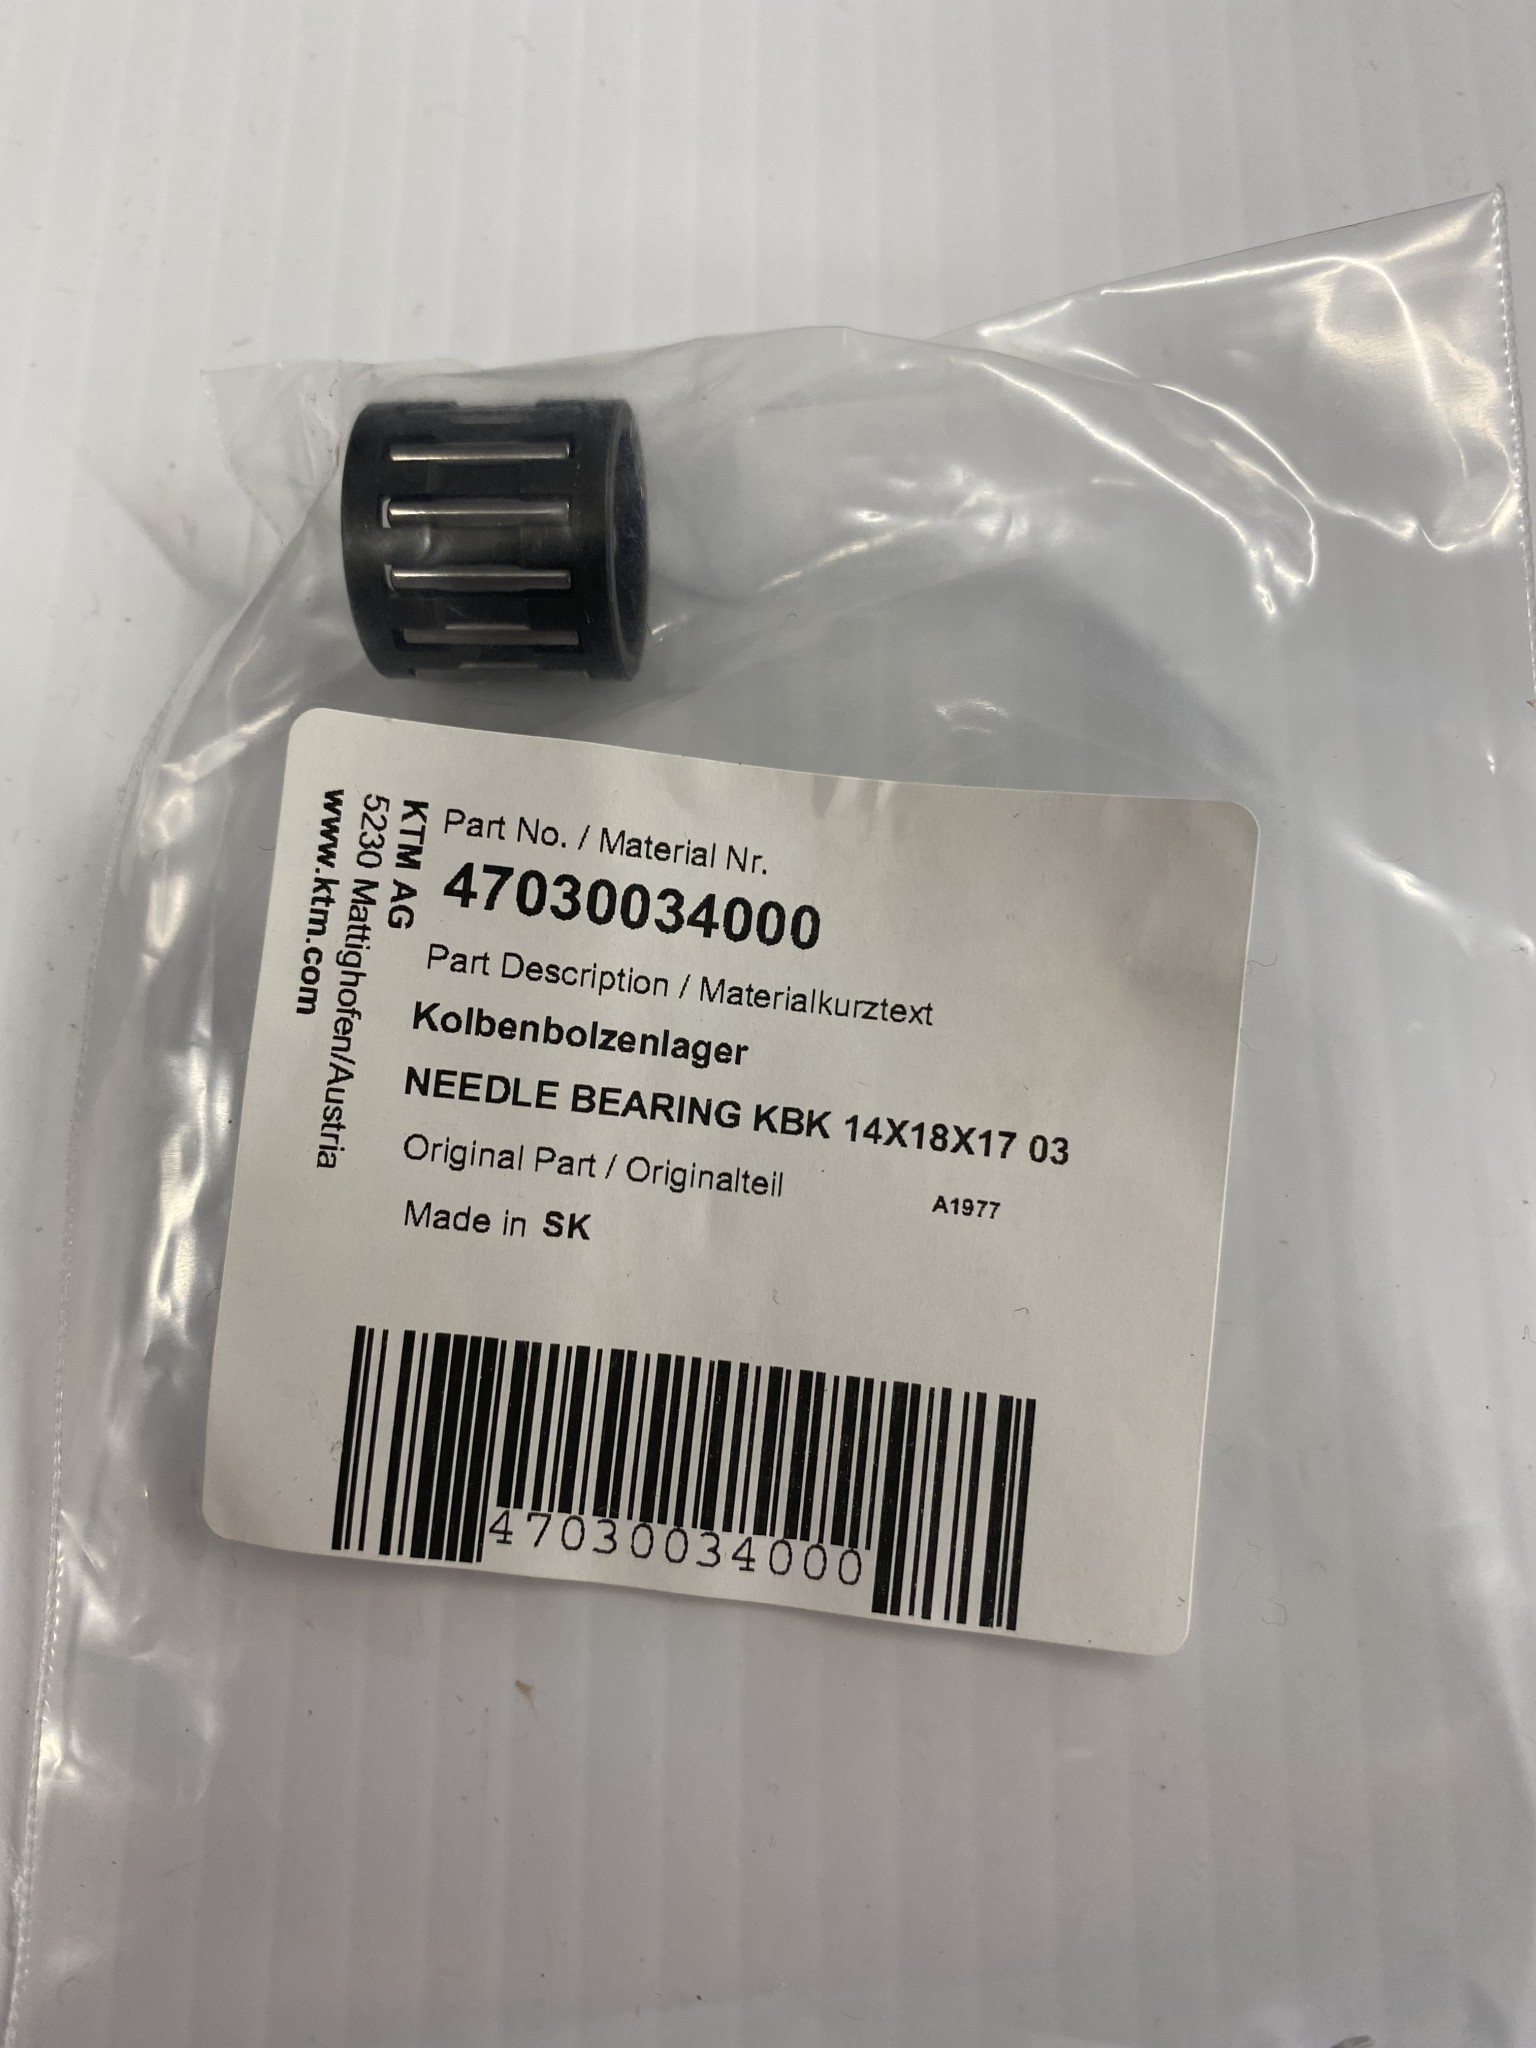 KTM AG
5230 Mattighofen/Austria
www.ktm.com
Part No. / Material Nr.
47030034000
Part Description / Materialkurztext
Kolbenbolzenlager
NEEDLE BEARING KBK 14X18X17 03
Original Part / Originalteil
A1977
Made in SK
47030034000